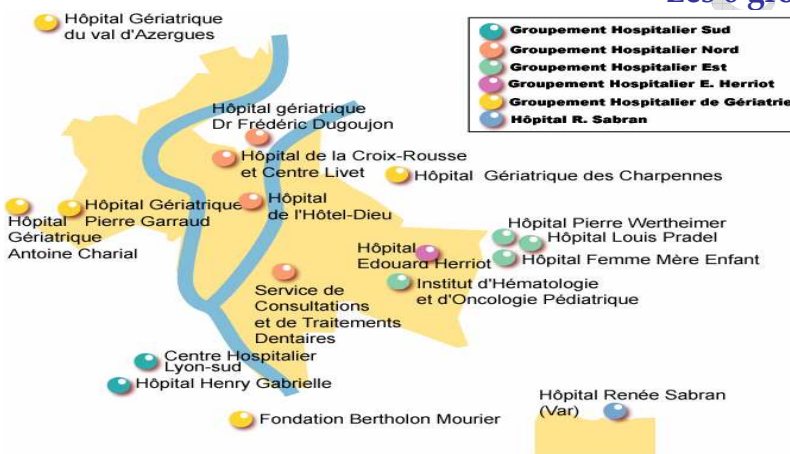 Hôpital Gériatrique
du val d'Azergues
Groupement Hospitalier Sud
Groupement Hospitalier Nord
Groupement Hospitalier Est
Groupement Hospitalier E. Herriot
Groupement Hospitalier de Gériatrie
Hôpital R. Sabran
Hôpital gériatrique
Dr Frédéric Dugoujon
Hôpital de la Croix-Rousse
et Centre Livet
Hôpital Gériatrique des Charpennes
Hôpital
Gériatrique
Antoine Charial
Hôpital Gériatrique
Pierre Garraud
Hôpital
de l'Hôtel-Dieu
Hôpital Pierre Wertheimer
Hôpital Louis Pradel
Hôpital Femme Mère Enfant
Hôpital
Edouard Herriot
Institut d'Hématologie
et d'Oncologie Pédiatrique
Service de
Consultations
et de Traitements
Dentaires
Centre Hospitalier
Lyon-sud
Hôpital Henry Gabrielle
Fondation Bertholon Mourier
Hôpital Renée Sabran
(Var)